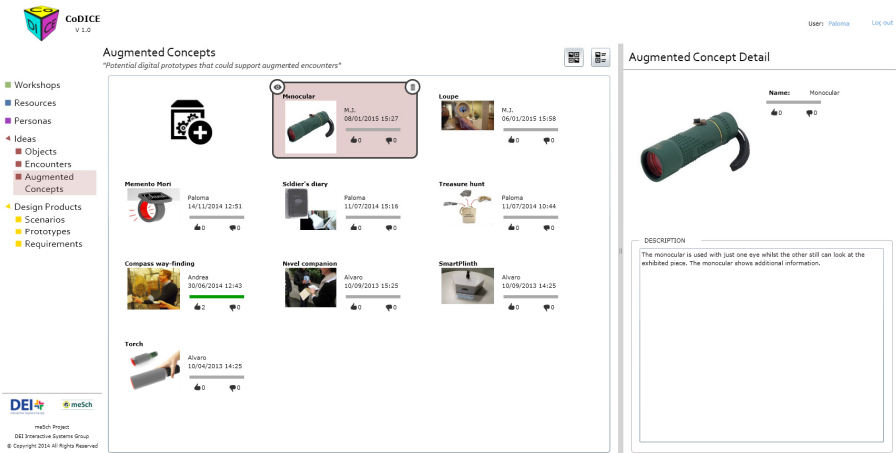 CoDICE
V 1.0
User: Paloma Log out
Augmented Concepts
"Potential digital prototypes that could support augmented encounters"
Augmented Concept Detail
Workshops
Resources
Personas
Ideas
Objects
Encounters
Augmented
Concepts
Design Products
Scenarios
Prototypes
Requirements
Monocular
M.J.
08/01/2015 15:27
0 0
Loupe
M.J.
06/01/2015 15:58
0 0
Memento Mori
Paloma
14/11/2014 12:51
0 0
Soldier's diary
Paloma
11/07/2014 15:16
0 0
Treasure hunt
Paloma
11/07/2014 10:44
0 0
Compass way-finding
Andrea
30/06/2014 12:43
2 0
Novel companion
Alvaro
10/09/2013 15:25
0 0
SmartPlinth
Alvaro
10/09/2013 14:25
0 0
Torch
Alvaro
10/04/2013 14:25
0 0
Name: Monocular
0 0
DESCRIPTION
The monocular is used with just one eye whilst the other still can look at the
exhibited piece. The monocular shows additional information.
DEI
meSch
meSch Project
DEI Interactive Systems Group
© Copyright 2014 All Rights Reserved